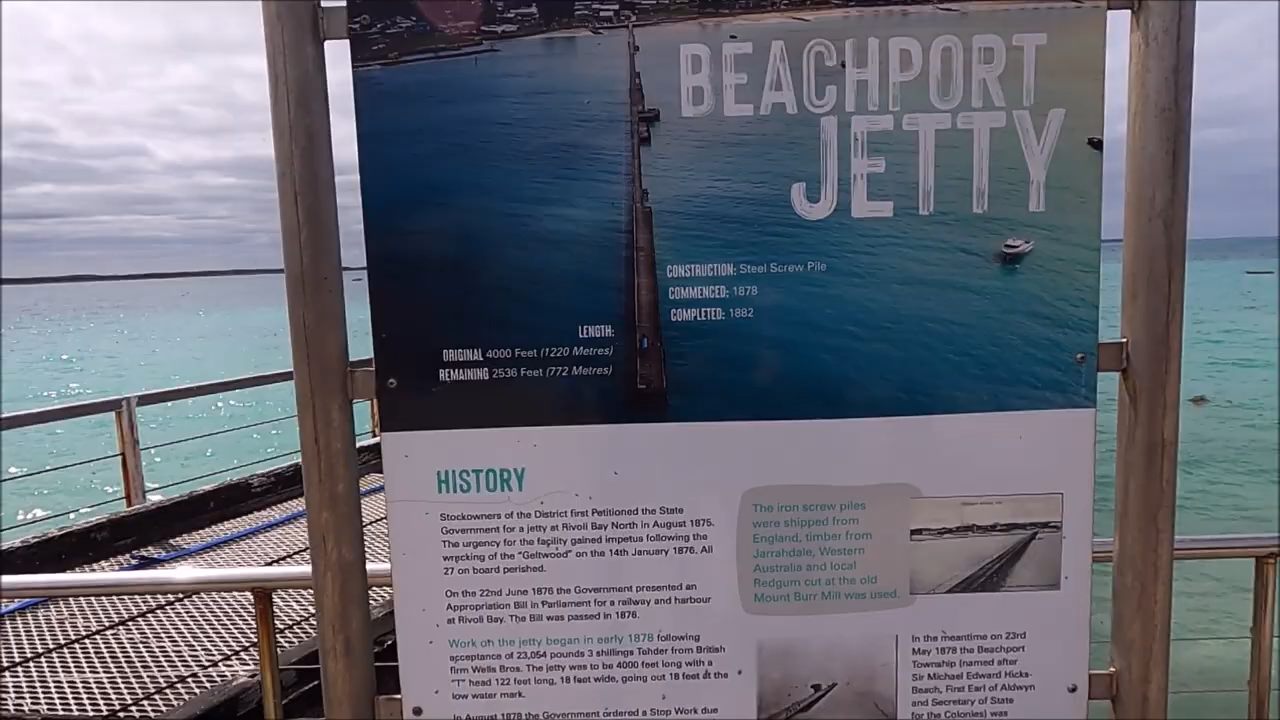 BEACHPORT
JETTY
CONSTRUCTION: Steel Screw Pile
COMMENCED: 1878
COMPLETED: 1882
LENGTH:
ORIGINAL 4000 Feet (1220 Metres)
REMAINING 2536 Feet (772 Metres)
HISTORY
Stockowners of the District first Petitioned the State
Government for a jetty at Rivoli Bay North in August 1875.
The urgency for the facility gained impetus following the
wrecking of the "Geltwood" on the 14th January 1876. All
27 on board perished.
On the 22nd June 1876 the Government presented an
Appropriation Bill in Parliament for a railway and harbour
at Rivoli Bay. The Bill was passed in 1876.
Work on the jetty began in early 1878 following
acceptance of 23,054 pounds 3 shillings Tender from British
firm Wells Bros. The jetty was to be 4000 feet long with a
"T" head 122 feet long, 18 feet wide, going out 18 feet at the
low water mark.
In August 1878 the Government ordered a Stop Work due
The iron screw piles
were shipped from
England, timber from
Jarrahdale, Western
Australia and local
Redgum cut at the old
Mount Burr Mill was used.
In the meantime on 23rd
May 1878 the Beachport
Township (named after
Sir Michael Edward Hicks-
Beach, First Earl of Aldwyn
and Secretary of State
for the Colonies) was